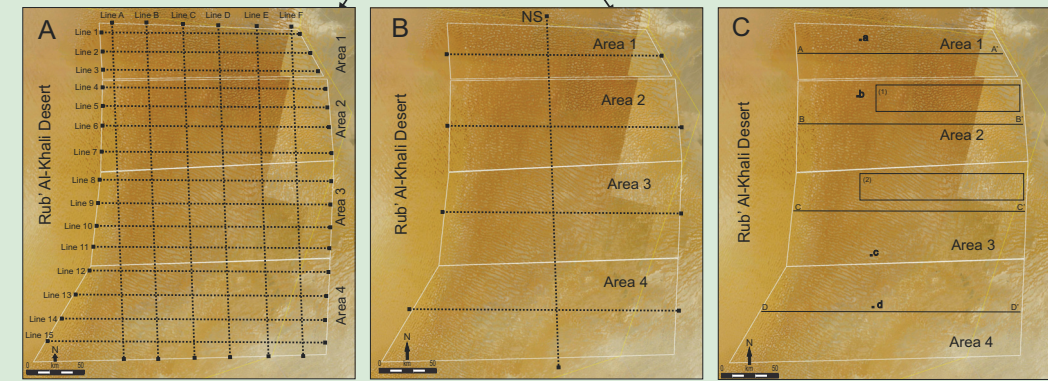 A
Line A Line B Line C Line D Line E Line F
Line 1
Line 2
Line 3
Line 4
Line 5
Line 6
Line 7
Line 8
Line 9
Line 10
Line 11
Line 12
Line 13
Line 14
Line 15
Area 1
Area 2
Area 3
Area 4
Rub' Al-Khali Desert
N
0 km 50
B
NS
Area 1
Area 2
Area 3
Area 4
Rub' Al-Khali Desert
N
0 km 50
C
a
Area 1
A A'
b
(1)
B B'
Area 2
(2)
C C'
Area 3
c
d
D D'
Area 4
Rub' Al-Khali Desert
N
0 km 50